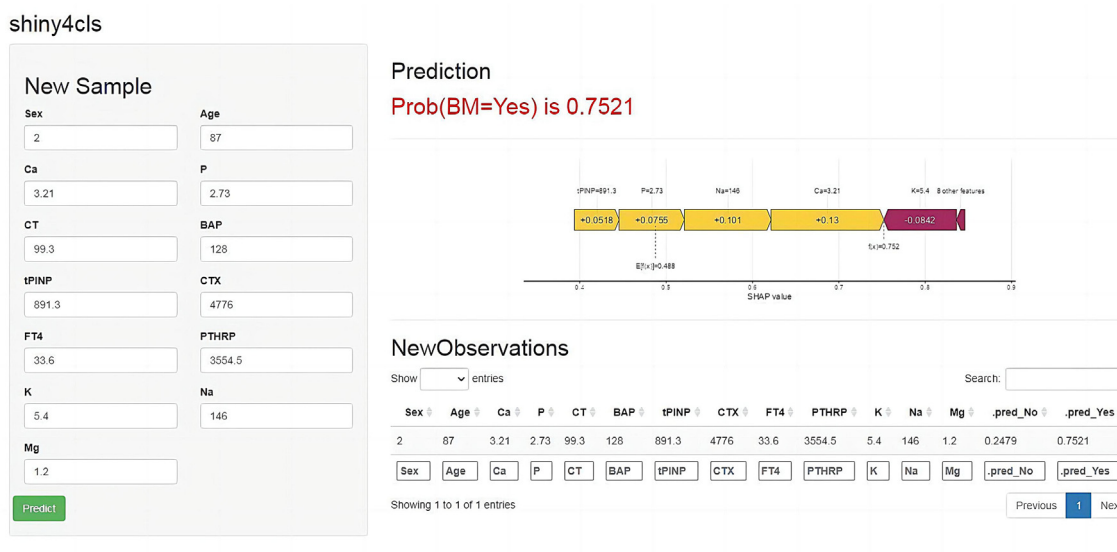 shiny4cls
New Sample
Sex Age
2 87
Ca P
3.21 2.73
CT BAP
99.3 128
tPINP CTX
891.3 4776
FT4 PTHRP
33.6 3554.5
K Na
5.4 146
Mg
1.2
Predict
Prediction
Prob(BM=Yes) is 0.7521
tPINP=891.3 P=2.73 Na=146 Ca=3.21 K=5.4 8 other features
+0.0518 +0.0755 +0.101 +0.13 -0.0842
f(x)=0.752
E[f(x)]=0.488
0.4 0.5 0.6 0.7 0.8 0.9
SHAP value
NewObservations
Show entries Search:
Sex Age Ca P CT BAP tPINP CTX FT4 PTHRP K Na Mg .pred_No .pred_Yes
2 87 3.21 2.73 99.3 128 891.3 4776 33.6 3554.5 5.4 146 1.2 0.2479 0.7521
Sex Age Ca P CT BAP tPINP CTX FT4 PTHRP K Na Mg .pred_No .pred_Yes
Showing 1 to 1 of 1 entries Previous 1 Nex